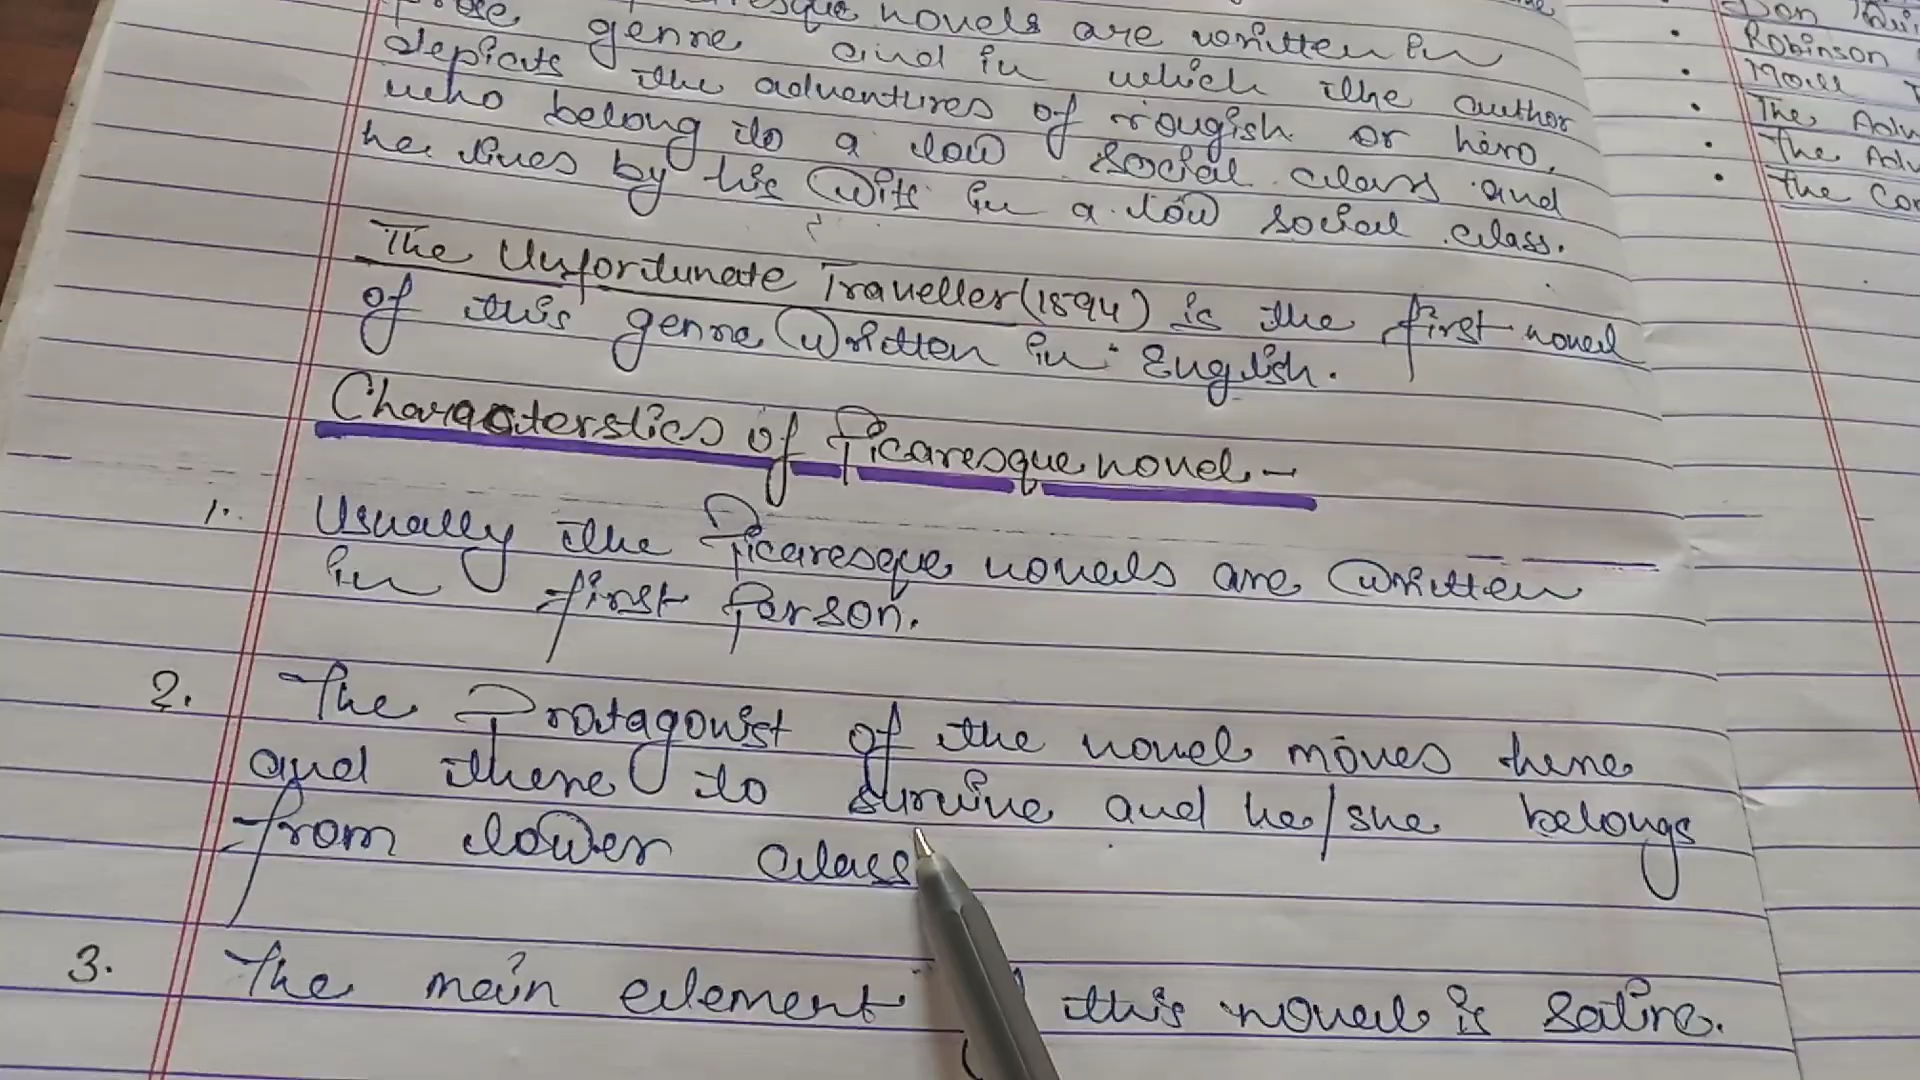 novels are written in
genre and in which the author
depicts the adventures of rougish or hero,
who belong to a low social class and
he lives by his wits in a low social class.
The Unfortunate Traveller (1594) is the first novel
of this genre written in English.
Characterstics of Picaresque novel -
1. Usually the Picaresque novels are written
in first person.
2. The Protagonist of the novel moves here
and there to survive and he/she belongs
from lower class
3. The main element this novel is satire.
Don
• Robinson
• Moll
• The Adv
• The Adv
• The Co